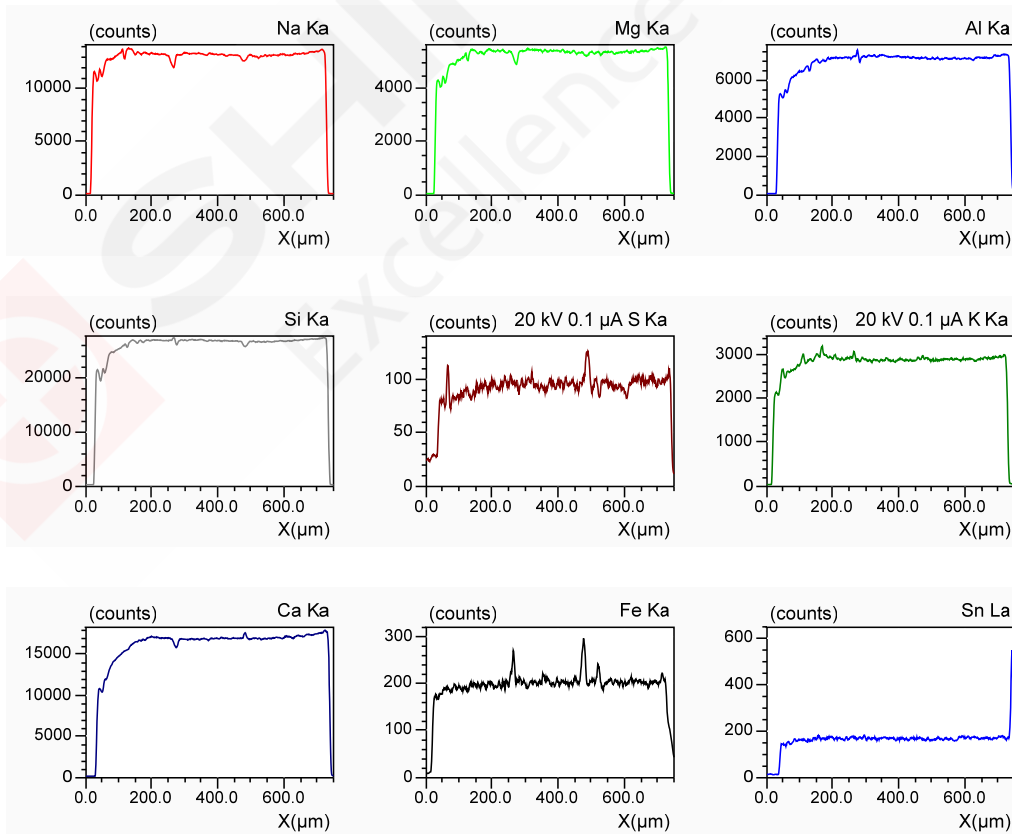 (counts) Na Ka (counts) Mg Ka (counts) Al Ka
10000 4000 6000
5000 2000 4000
2000
0 0 0
0.0 200.0 400.0 600.0 0.0 200.0 400.0 600.0 0.0 200.0 400.0 600.0
X(μm) X(μm) X(μm)
(counts) Si Ka (counts) 20 kV 0.1 μA S Ka (counts) 20 kV 0.1 μA K Ka
20000 100 3000
10000 50 2000
1000
0 0 0
0.0 200.0 400.0 600.0 0.0 200.0 400.0 600.0 0.0 200.0 400.0 600.0
X(μm) X(μm) X(μm)
(counts) Ca Ka (counts) Fe Ka (counts) Sn La
15000 300 600
10000 200 400
5000 100 200
0 0 0
0.0 200.0 400.0 600.0 0.0 200.0 400.0 600.0 0.0 200.0 400.0 600.0
X(μm) X(μm) X(μm)
Excellence